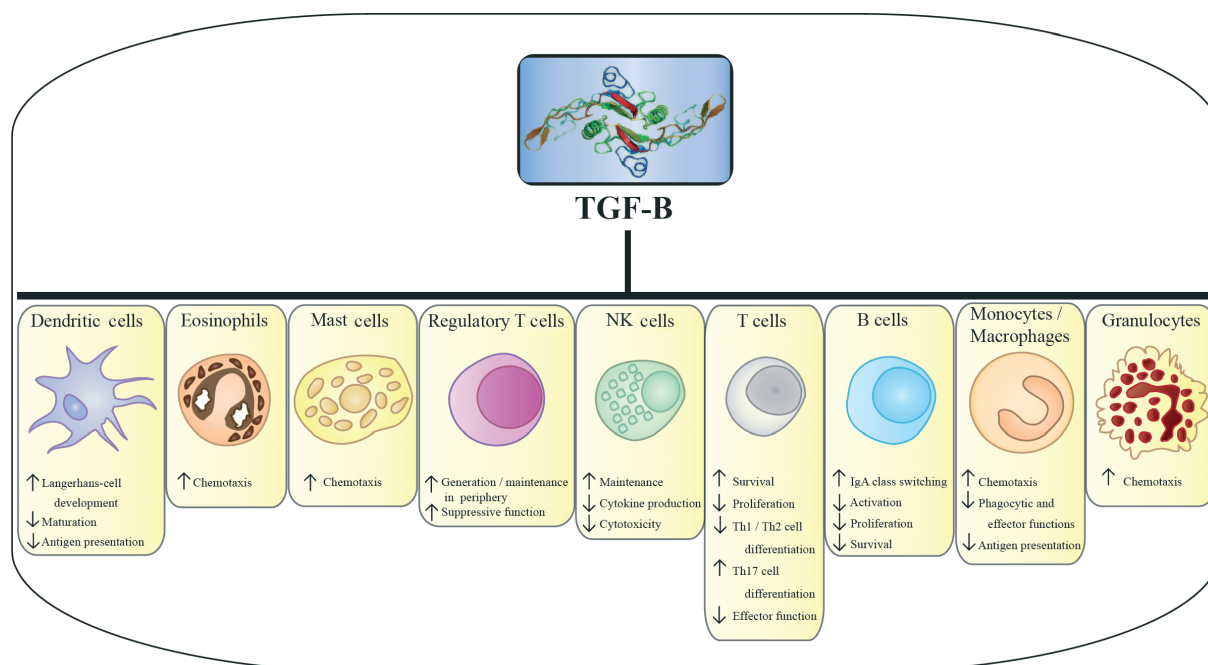 TGF-B
Dendritic cells
↑ Langerhans-cell
development
↓ Maturation
↓ Antigen presentation
Eosinophils
↑ Chemotaxis
Mast cells
↑ Chemotaxis
Regulatory T cells
↑ Generation / maintenance
in periphery
↑ Suppressive function
NK cells
↑ Maintenance
↓ Cytokine production
↓ Cytotoxicity
T cells
↑ Survival
↓ Proliferation
↓ Th1 / Th2 cell
differentiation
↑ Th17 cell
differentiation
↓ Effector function
B cells
↑ IgA class switching
↓ Activation
↓ Proliferation
↓ Survival
Monocytes /
Macrophages
↑ Chemotaxis
↓ Phagocytic and
effector functions
↓ Antigen presentation
Granulocytes
↑ Chemotaxis